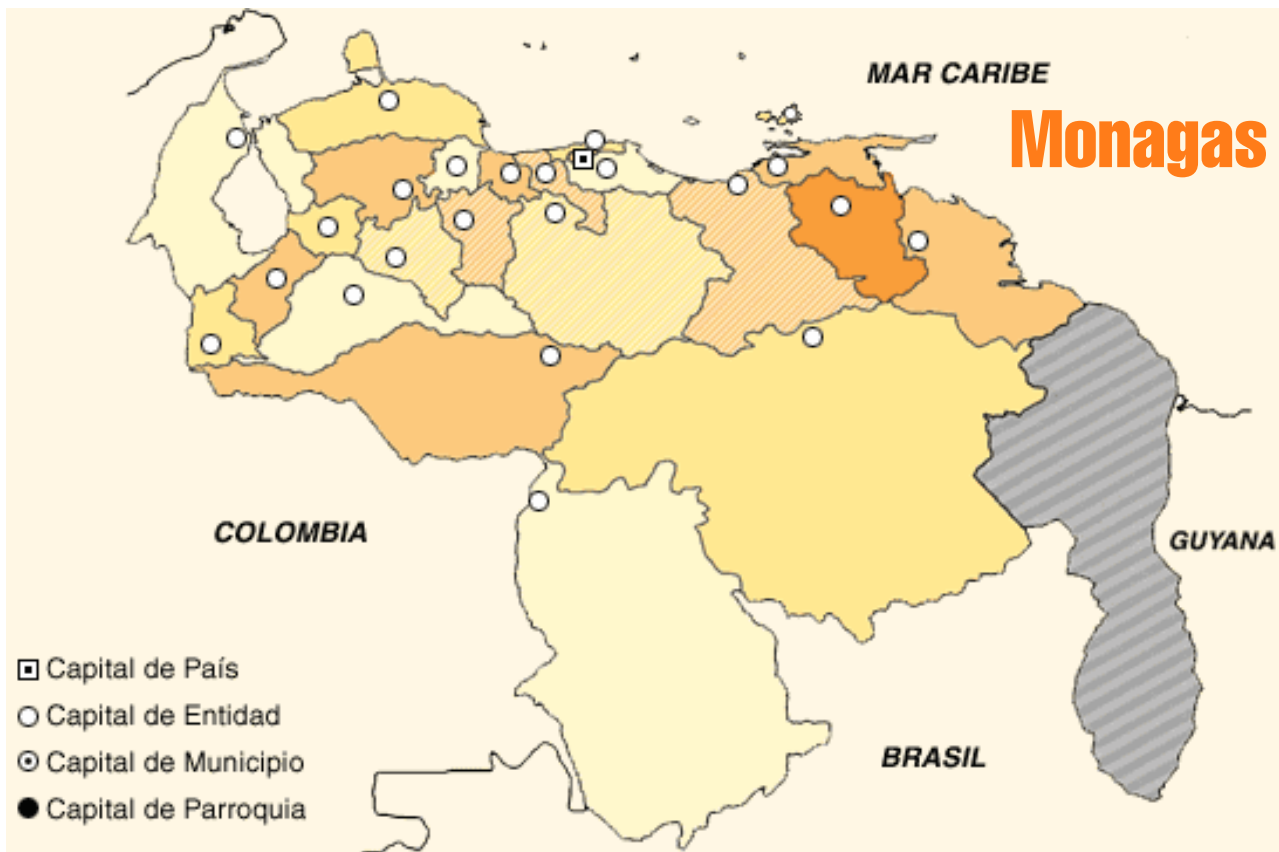 MAR CARIBE
Monagas
COLOMBIA
GUYANA
Capital de País
Capital de Entidad
Capital de Municipio
BRASIL
Capital de Parroquia